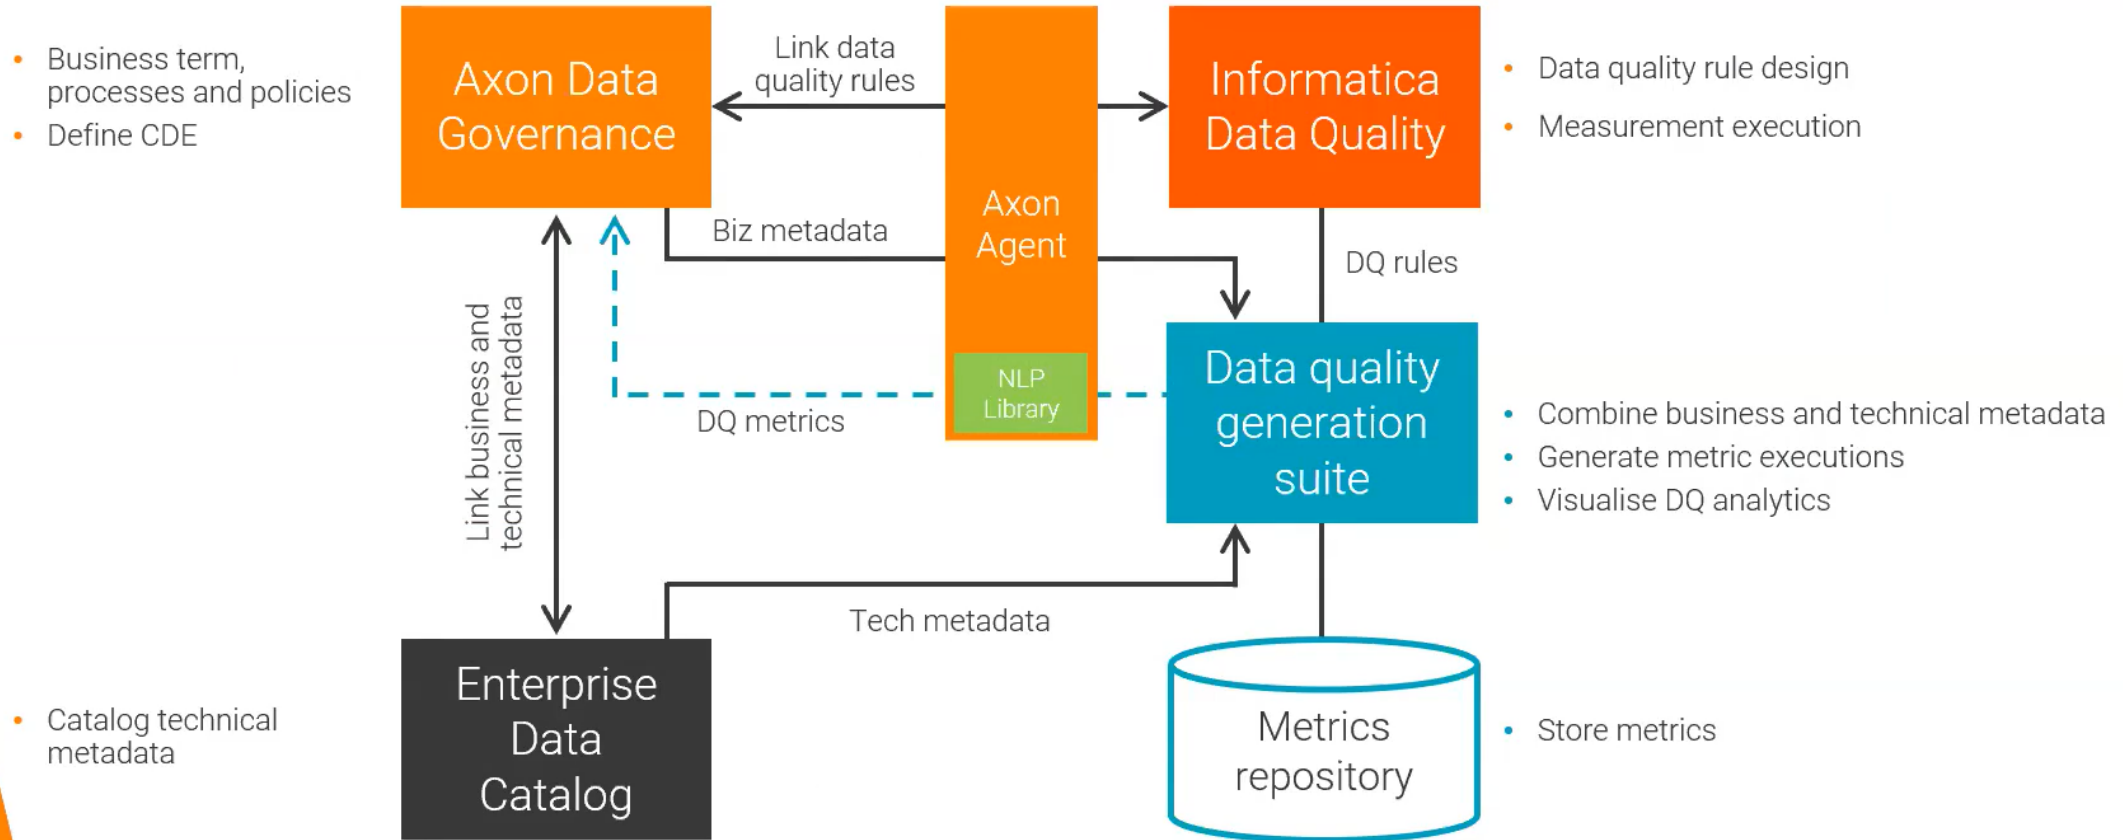 • Business term,
processes and policies
• Define CDE
Axon Data
Governance
Link data
quality rules
Axon
Agent
NLP
Library
Informatica
Data Quality
• Data quality rule design
• Measurement execution
Biz metadata
DQ rules
Link business and
technical metadata
DQ metrics
Data quality
generation
suite
• Combine business and technical metadata
• Generate metric executions
• Visualise DQ analytics
Tech metadata
• Catalog technical
metadata
Enterprise
Data
Catalog
Metrics
repository
• Store metrics